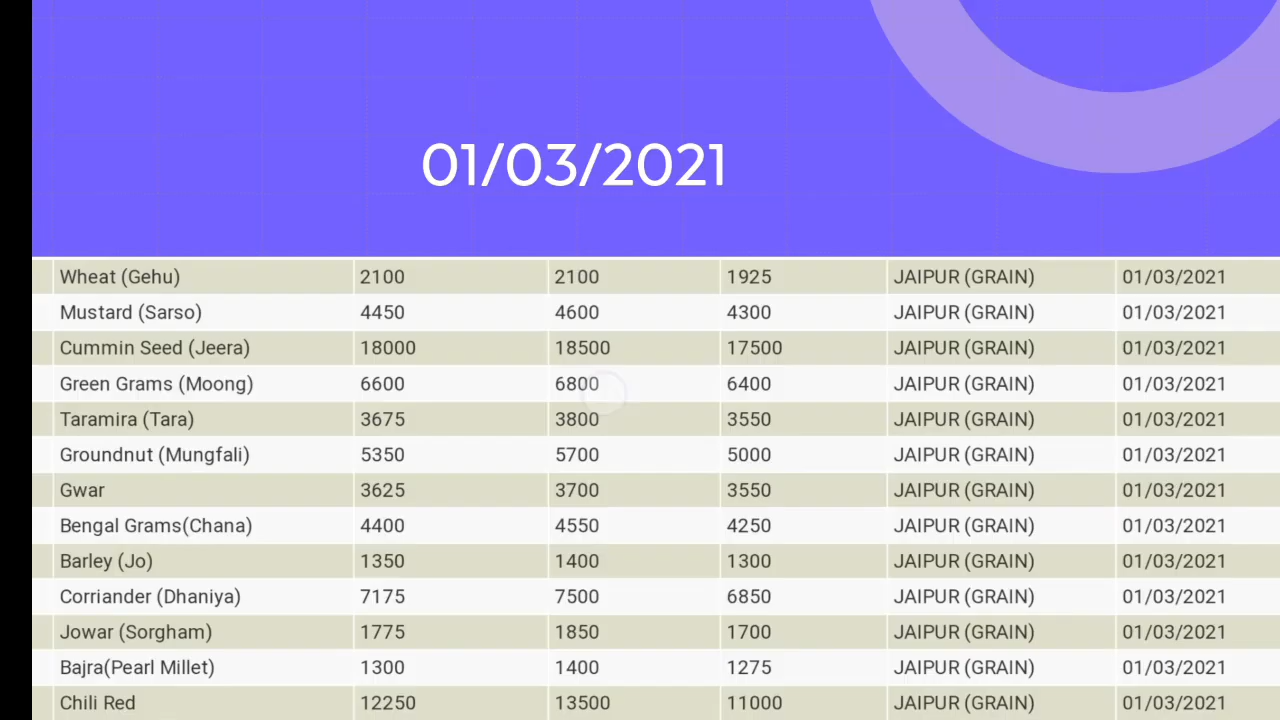 01/03/2021
Wheat (Gehu) 2100 2100 1925 JAIPUR (GRAIN) 01/03/2021
Mustard (Sarso) 4450 4600 4300 JAIPUR (GRAIN) 01/03/2021
Cummin Seed (Jeera) 18000 18500 17500 JAIPUR (GRAIN) 01/03/2021
Green Grams (Moong) 6600 6800 6400 JAIPUR (GRAIN) 01/03/2021
Taramira (Tara) 3675 3800 3550 JAIPUR (GRAIN) 01/03/2021
Groundnut (Mungfali) 5350 5700 5000 JAIPUR (GRAIN) 01/03/2021
Gwar 3625 3700 3550 JAIPUR (GRAIN) 01/03/2021
Bengal Grams(Chana) 4400 4550 4250 JAIPUR (GRAIN) 01/03/2021
Barley (Jo) 1350 1400 1300 JAIPUR (GRAIN) 01/03/2021
Corriander (Dhaniya) 7175 7500 6850 JAIPUR (GRAIN) 01/03/2021
Jowar (Sorgham) 1775 1850 1700 JAIPUR (GRAIN) 01/03/2021
Bajra(Pearl Millet) 1300 1400 1275 JAIPUR (GRAIN) 01/03/2021
Chili Red 12250 13500 11000 JAIPUR (GRAIN) 01/03/2021